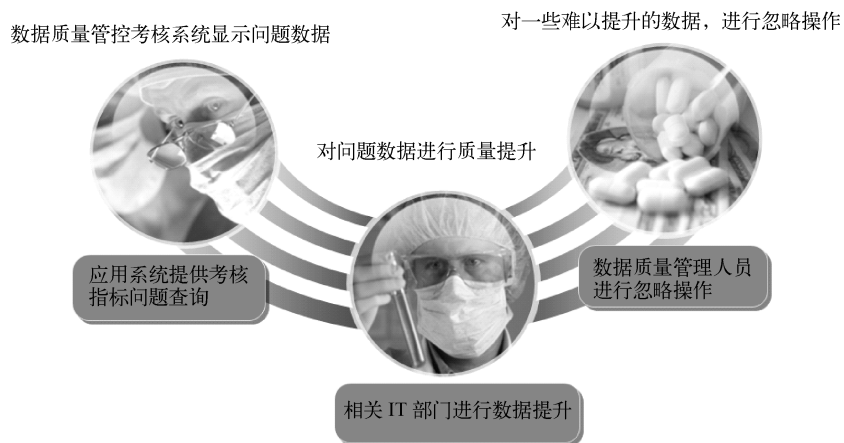 数据质量管控考核系统显示问题数据
对一些难以提升的数据，进行忽略操作
对问题数据进行质量提升
应用系统提供考核
指标问题查询
数据质量管理人员
进行忽略操作
相关 IT 部门进行数据提升